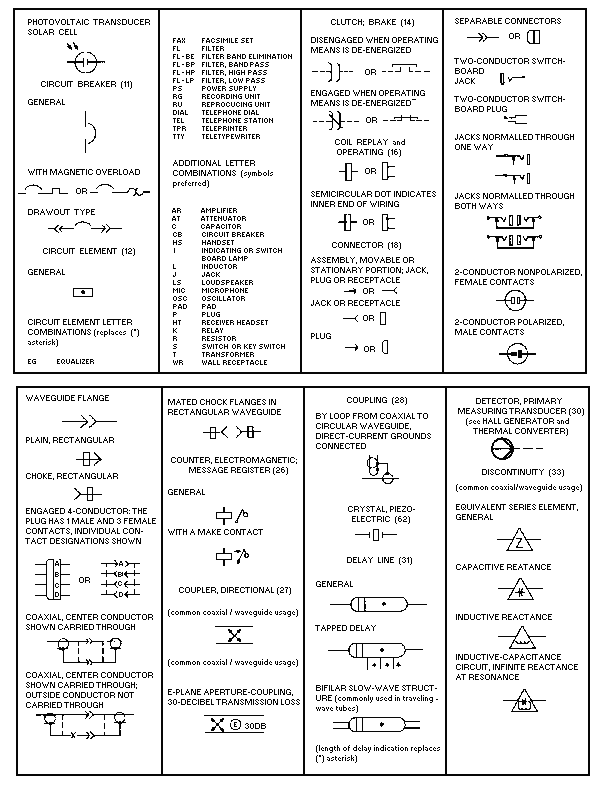 PHOTOVOLTAIC TRANSDUCER
SOLAR CELL
CIRCUIT BREAKER (11)
GENERAL
WITH MAGNETIC OVERLOAD
OR
DRAWOUT TYPE
CIRCUIT ELEMENT (12)
GENERAL
CIRCUIT ELEMENT LETTER
COMBINATIONS (replaces (*)
asterisk)
EG EQUALIZER
FAX FACSIMILE SET
FL FILTER
FL-BE FILTER BAND ELIMINATION
FL-BP FILTER, BAND PASS
FL-HP FILTER, HIGH PASS
FL-LP FILTER, LOW PASS
PS POWER SUPPLY
RG RECORDING UNIT
RU REPROCUCING UNIT
DIAL TELEPHONE DIAL
TEL TELEPHONE STATION
TPR TELEPRINTER
TTY TELETYPEWRITER
ADDITIONAL LETTER
COMBINATIONS (symbols
preferred)
AR AMPLIFIER
AT ATTENUATOR
C CAPACITOR
CB CIRCUIT BREAKER
HS HANDSET
I INDICATING OR SWITCH
BOARD LAMP
L INDUCTOR
J JACK
LS LOUDSPEAKER
MIC MICROPHONE
OSC OSCILLATOR
PAD PAD
P PLUG
HT RECEIVER HEADSET
K RELAY
R RESISTOR
S SWITCH OR KEY SWITCH
T TRANSFORMER
WR WALL RECEPTACLE
CLUTCH; BRAKE (14)
DISENGAGED WHEN OPERATING
MEANS IS DE-ENERGIZED
OR
ENGAGED WHEN OPERATING
MEANS IS DE-ENERGIZED
OR
COIL REPLAY and
OPERATING (16)
OR
SEMICIRCULAR DOT INDICATES
INNER END OF WIRING
OR
CONNECTOR (18)
ASSEMBLY, MOVABLE OR
STATIONARY PORTION; JACK,
PLUG OR RECEPTACLE
OR
JACK OR RECEPTACLE
OR
PLUG
OR
SEPARABLE CONNECTORS
OR
TWO-CONDUCTOR SWITCH-
BOARD
JACK
TWO-CONDUCTOR SWITCH-
BOARD PLUG
JACKS NORMALLED THROUGH
ONE WAY
JACKS NORMALLED THROUGH
BOTH WAYS
2-CONDUCTOR NONPOLARIZED,
FEMALE CONTACTS
2-CONDUCTOR POLARIZED,
MALE CONTACTS
WAVEGUIDE FLANGE
PLAIN, RECTANGULAR
CHOKE, RECTANGULAR
ENGAGED 4-CONDUCTOR: THE
PLUG HAS 1 MALE AND 3 FEMALE
CONTACTS, INDIVIDUAL CON-
TACT DESIGNATIONS SHOWN
A
B
C
D
OR
A
B
C
D
COAXIAL, CENTER CONDUCTOR
SHOWN CARRIED THROUGH
COAXIAL, CENTER CONDUCTOR
SHOWN CARRIED THROUGH;
OUTSIDE CONDUCTOR NOT
CARRIED THROUGH
MATED CHOCK FLANGES IN
RECTANGULAR WAVEGUIDE
COUNTER, ELECTROMAGNETIC;
MESSAGE REGISTER (26)
GENERAL
WITH A MAKE CONTACT
COUPLER, DIRECTIONAL (27)
(common coaxial / waveguide usage)
(common coaxial / waveguide usage)
E-PLANE APERTURE-COUPLING,
30-DECIBEL TRANSMISSION LOSS
E 30DB
COUPLING (28)
BY LOOP FROM COAXIAL TO
CIRCULAR WAVEGUIDE,
DIRECT-CURRENT GROUNDS
CONNECTED
CRYSTAL, PIEZO-
ELECTRIC (62)
DELAY LINE (31)
GENERAL
TAPPED DELAY
BIFILAR SLOW-WAVE STRUCT-
URE (commonly used in traveling -
wave tubes)
(length of delay indication replaces
(*) asterisk)
DETECTOR, PRIMARY
MEASURING TRANSDUCER (30)
(see HALL GENERATOR and
THERMAL CONVERTER)
DISCONTINUITY (33)
(common coaxial/waveguide usage)
EQUIVALENT SERIES ELEMENT,
GENERAL
Z
CAPACITIVE REATANCE
INDUCTIVE REACTANCE
INDUCTIVE-CAPACITANCE
CIRCUIT, INFINITE REACTANCE
AT RESONANCE